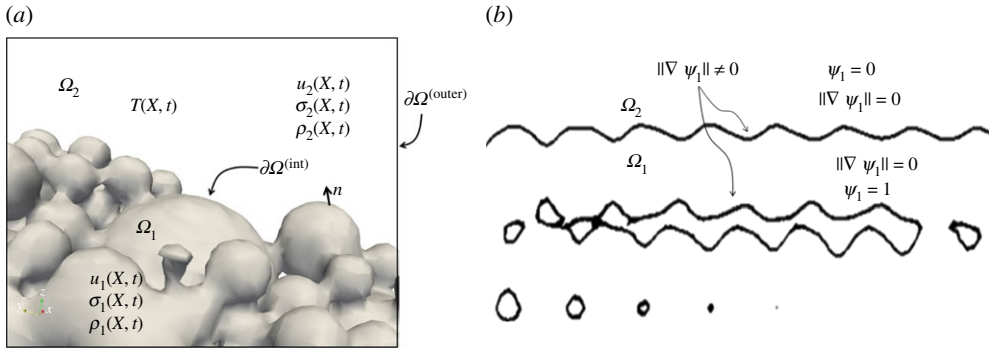 (a)
Ω₂
T(X, t)
u₂(X, t)
σ₂(X, t)
ρ₂(X, t)
∂Ω⁽ᵒᵘᵗᵉʳ⁾
∂Ω⁽ⁱⁿᵗ⁾
n
Ω₁
u₁(X, t)
σ₁(X, t)
ρ₁(X, t)
z
x
(b)
||∇ ψ₁|| ≠ 0
ψ₁ = 0
||∇ ψ₁|| = 0
Ω₂
Ω₁
||∇ ψ₁|| = 0
ψ₁ = 1